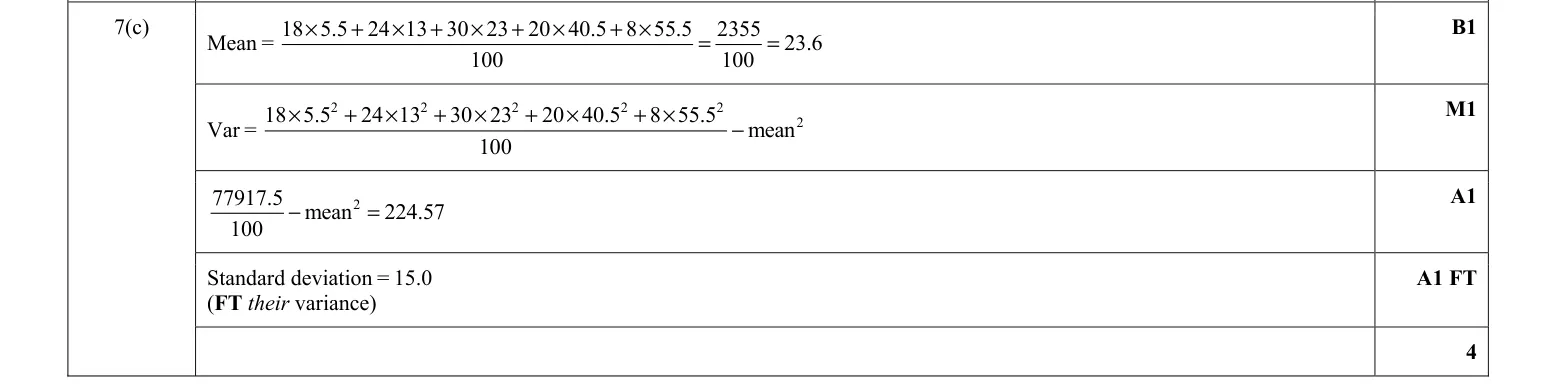 7(c)
Mean = (18×5.5+24×13+30×23+20×40.5+8×55.5)/100 = 2355/100 = 23.6
B1
Var = (18×5.5²+24×13²+30×23²+20×40.5²+8×55.5²)/100 − mean²
M1
77917.5/100 − mean² = 224.57
A1
Standard deviation = 15.0
(FT their variance)
A1 FT
4